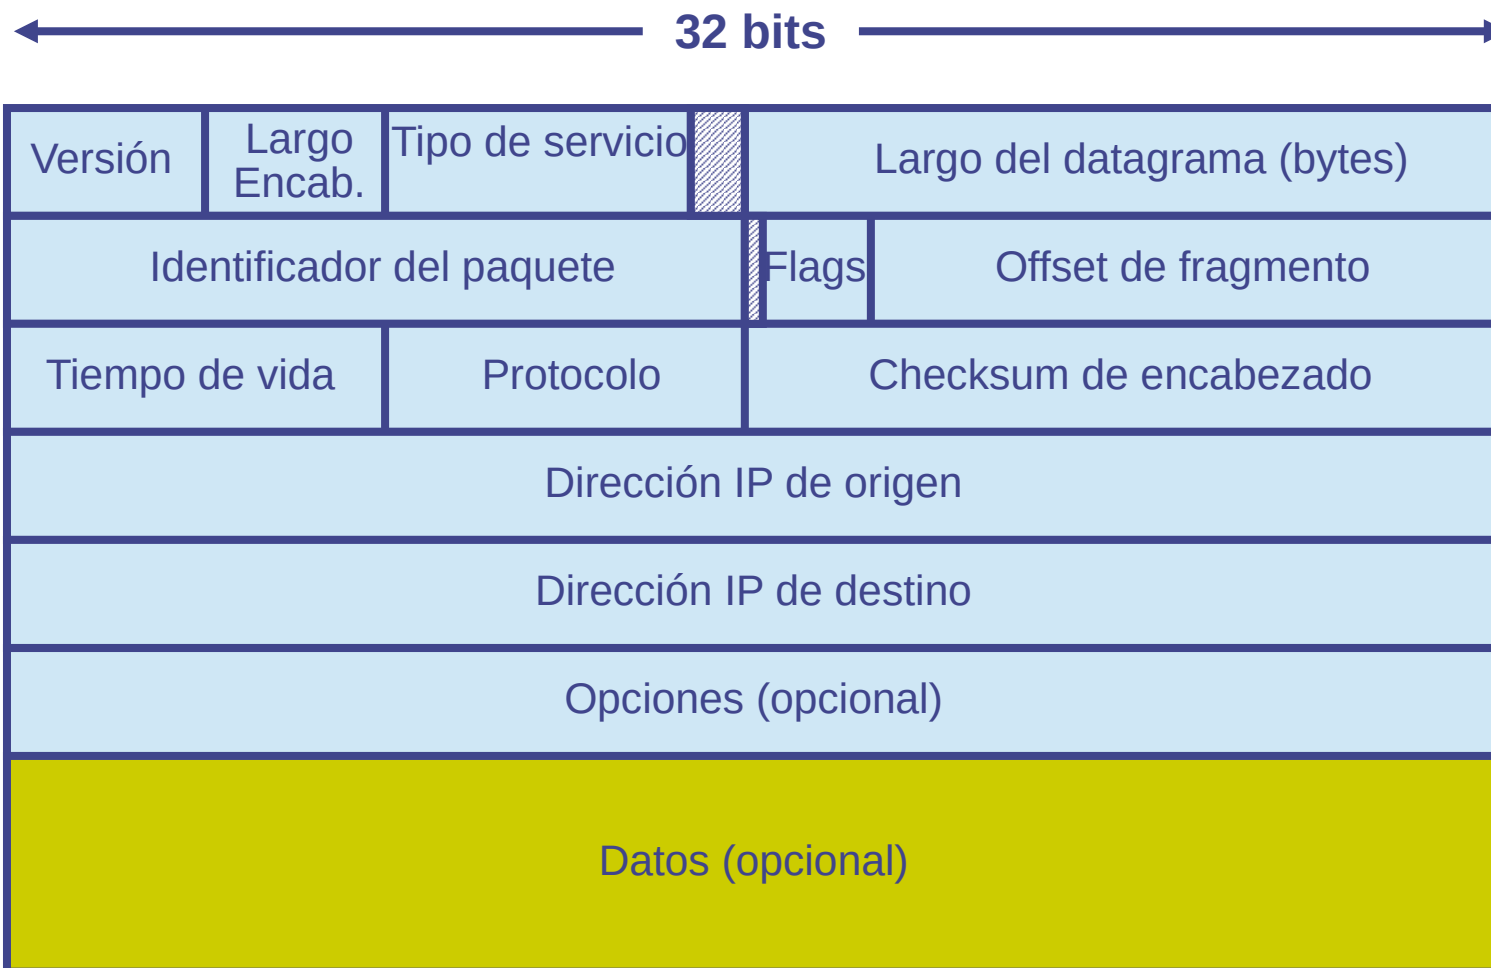 32 bits
Versión
Largo
Encab.
Tipo de servicio
Largo del datagrama (bytes)
Identificador del paquete
Flags
Offset de fragmento
Tiempo de vida
Protocolo
Checksum de encabezado
Dirección IP de origen
Dirección IP de destino
Opciones (opcional)
Datos (opcional)